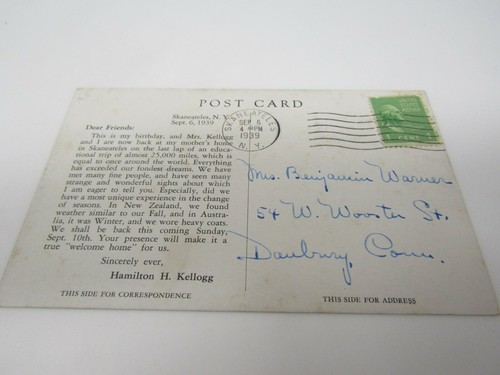 POST CARD
Skaneateles, N. Y.
Sept. 6, 1939
Dear Friends:
This is my birthday, and Mrs. Kellogg
and I are now back at my mother's home
in Skaneateles on the last lap of an educa-
tional trip of almost 25,000 miles, which is
equal to once around the world. Everything
has exceeded our fondest dreams. We have
met many fine people, and have seen many
strange and wonderful sights about which
I am eager to tell you. Especially, did we
have a most unique experience in the change
of seasons. In New Zealand, we found
weather similar to our Fall, and in Austra-
lia, it was Winter, and we wore heavy coats.
We shall be back this coming Sunday,
Sept. 10th. Your presence will make it a
true "welcome home" for us.
Sincerely ever,
Hamilton H. Kellogg
THIS SIDE FOR CORRESPONDENCE
SKANEATELES
SEP 6
4 PM
1939
N. Y.
Mrs. Benjamin Warner
54 W. Wooster St.
Danbury, Conn.
THIS SIDE FOR ADDRESS